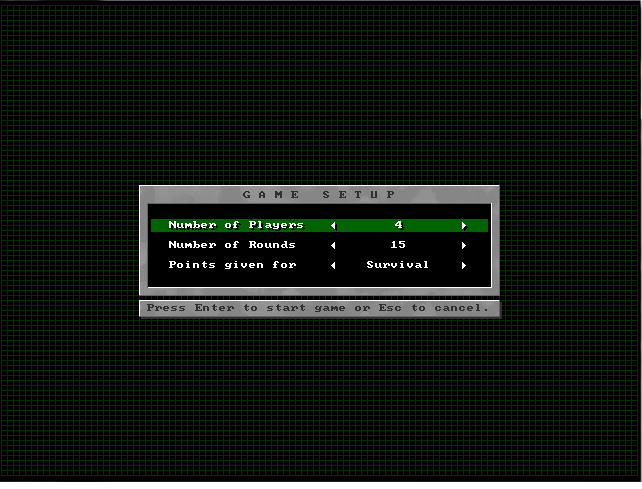 GAME SETUP
Number of Players 4
Number of Rounds 15
Points given for Survival
Press Enter to start game or Esc to cancel.